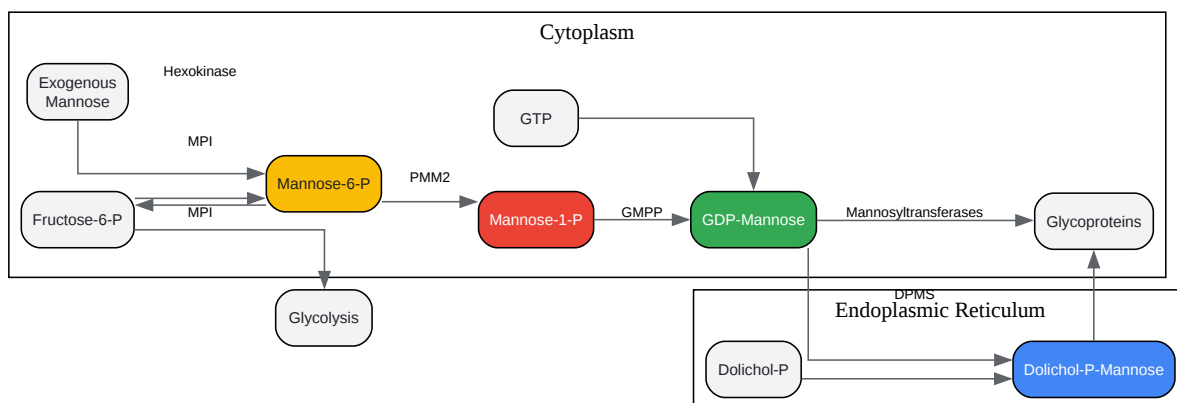 Cytoplasm
Hexokinase
Exogenous
Mannose
GTP
MPI
Mannose-6-P
PMM2
Fructose-6-P
MPI
Mannose-1-P
GMPP
GDP-Mannose
Mannosyltransferases
Glycoproteins
Glycolysis
DPMS
Endoplasmic Reticulum
Dolichol-P
Dolichol-P-Mannose